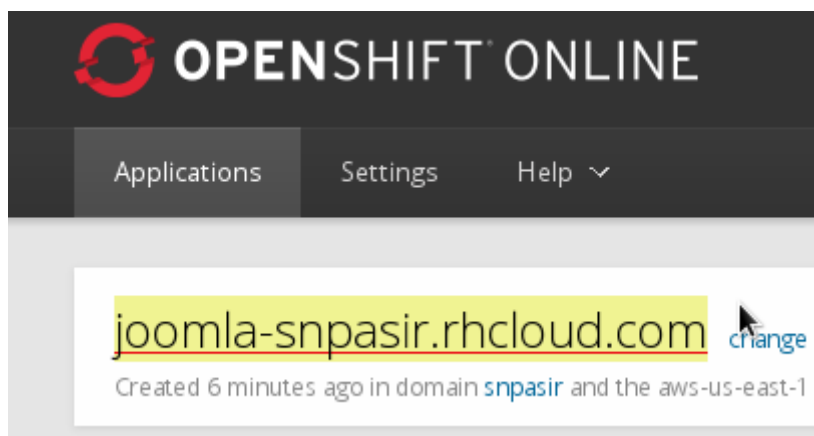 OPENSHIFT ONLINE
Applications Settings Help
joomla-snpasir.rhcloud.com change
Created 6 minutes ago in domain snpasir and the aws-us-east-1